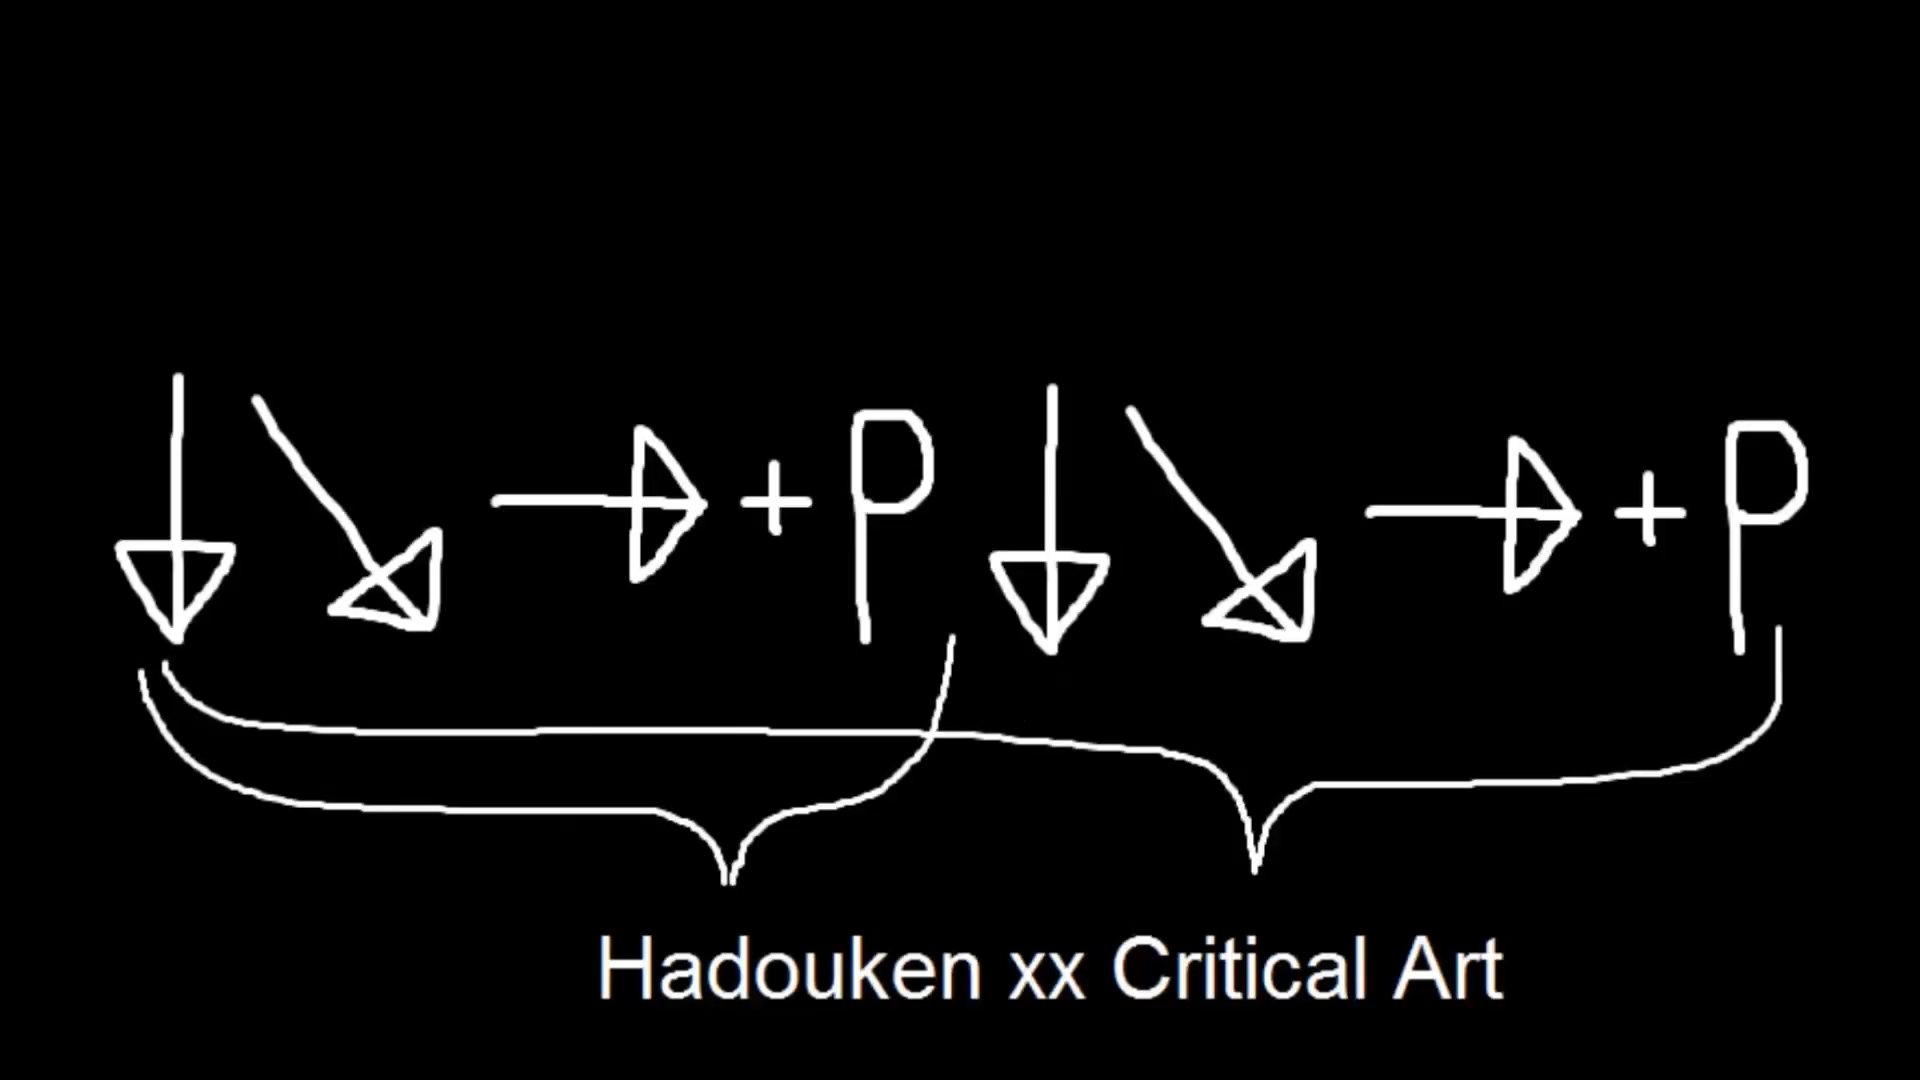 ↓ ↘ → + P ↓ ↘ → + P
Hadouken xx Critical Art